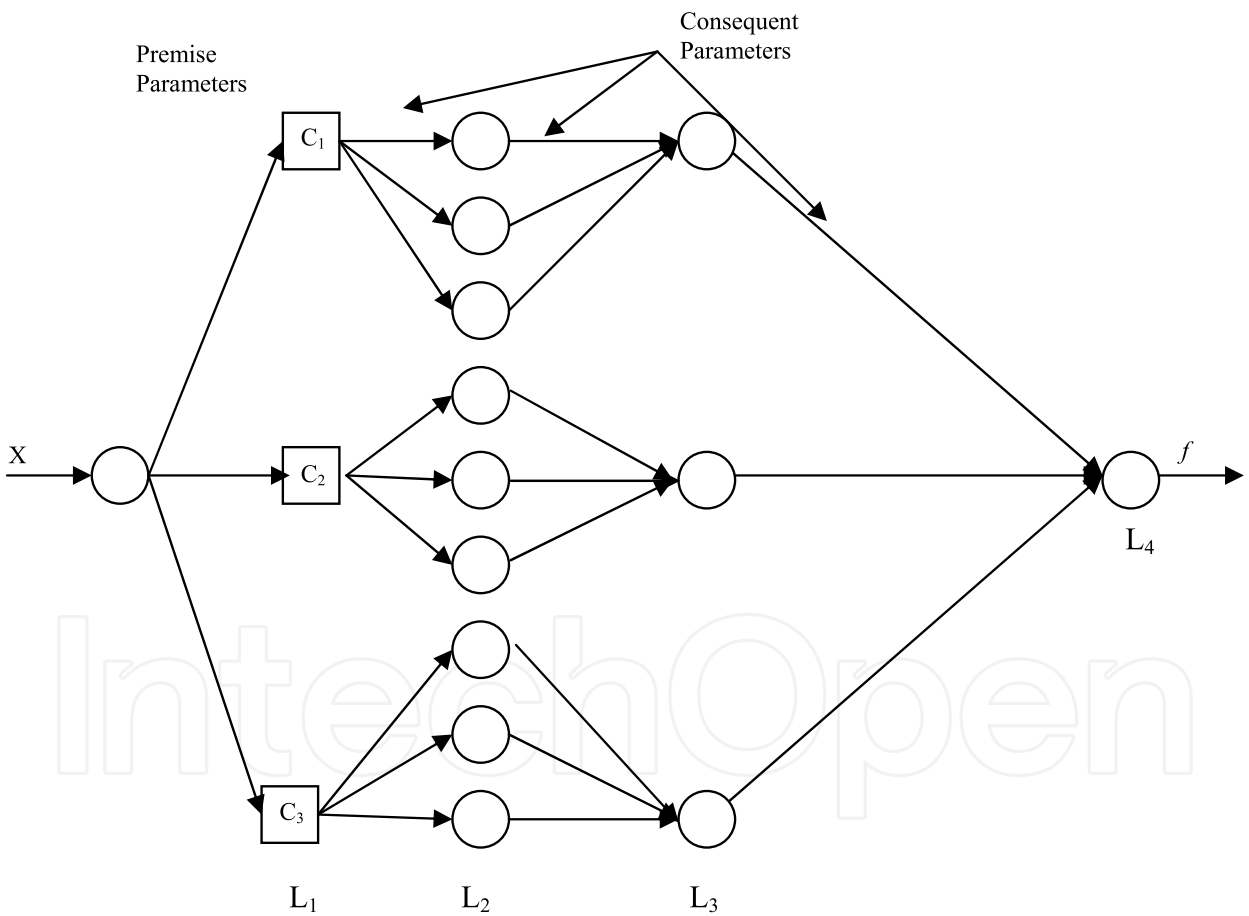 Consequent
Parameters
Premise
Parameters
C1
X
C2
f
L4
IntechOpen
C3
L1
L2
L3